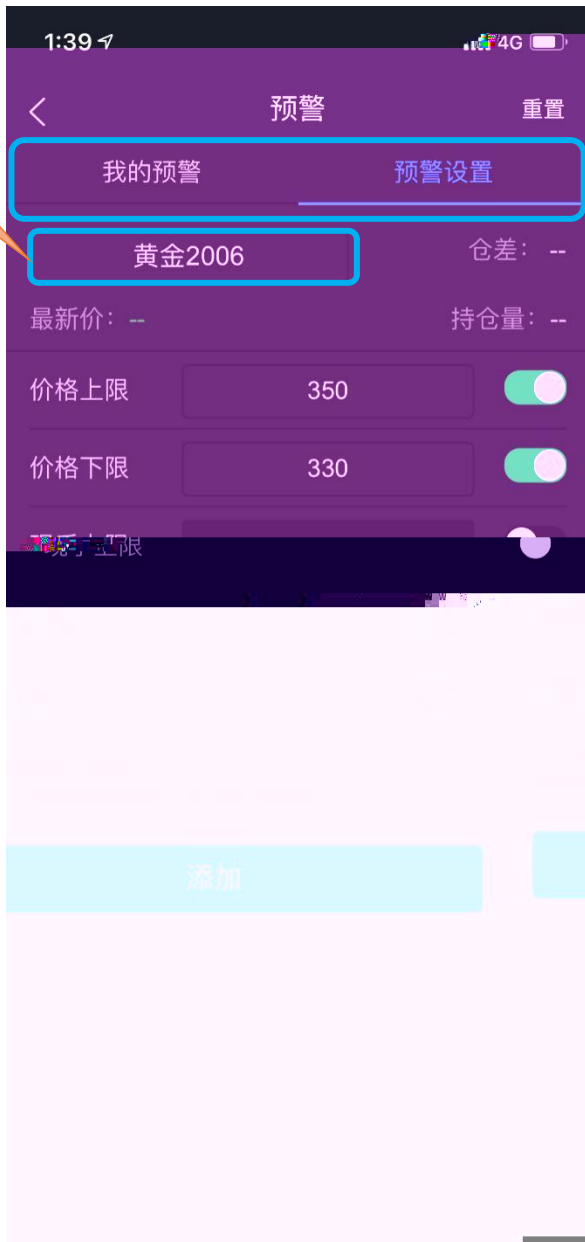 1:39 4G
预警 重置
我的预警 预警设置
黄金2006 仓差: --
最新价: -- 持仓量: --
价格上限 350
价格下限 330
限
添加